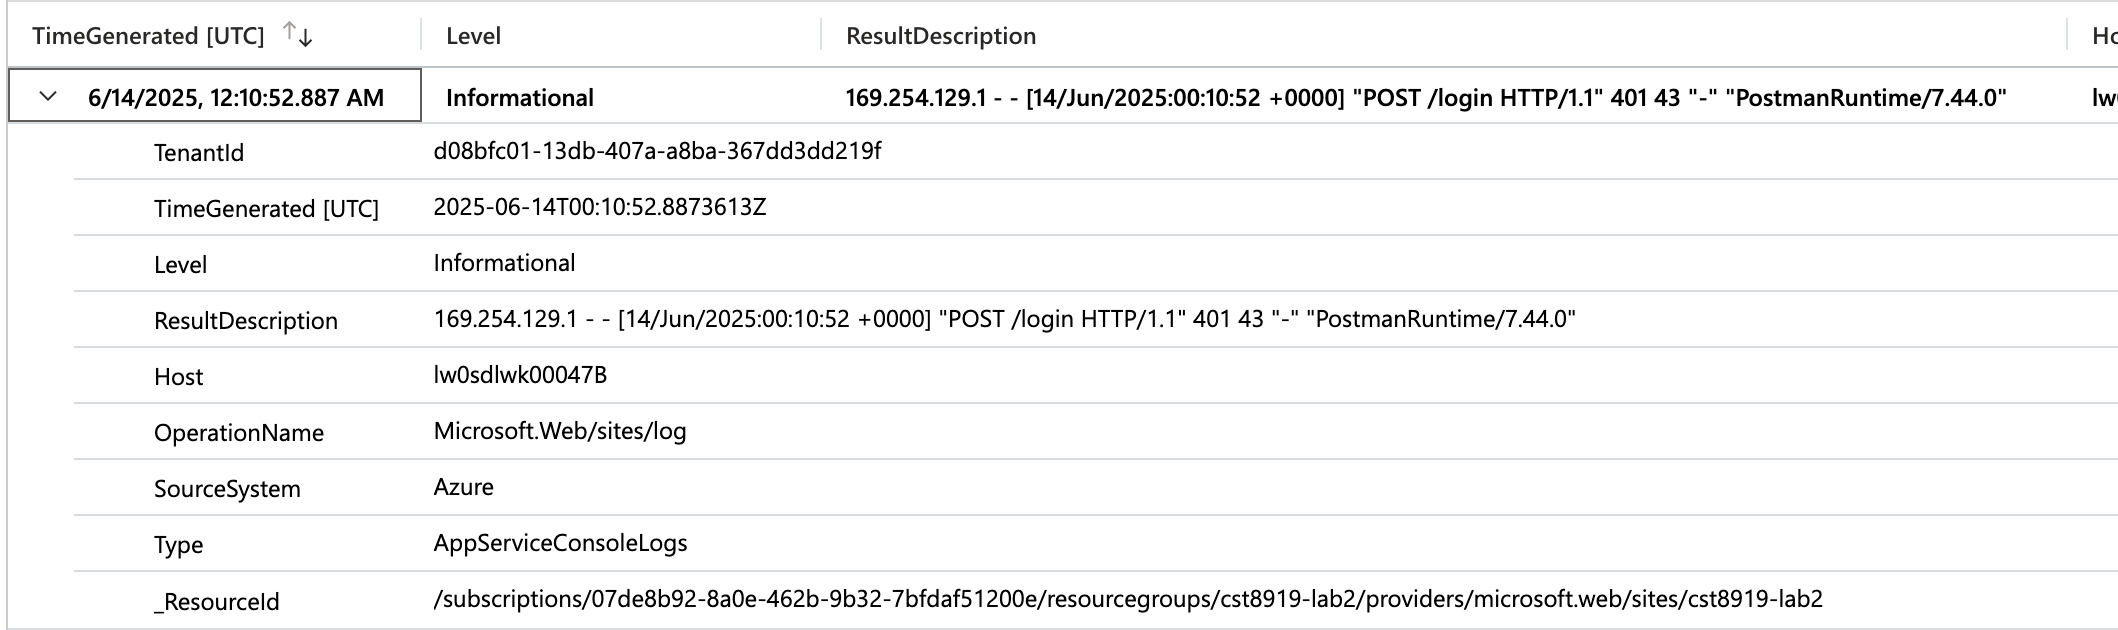 TimeGenerated [UTC] ↑↓ Level ResultDescription
6/14/2025, 12:10:52.887 AM Informational 169.254.129.1 - - [14/Jun/2025:00:10:52 +0000] "POST /login HTTP/1.1" 401 43 "-" "PostmanRuntime/7.44.0"
TenantId d08bfc01-13db-407a-a8ba-367dd3dd219f
TimeGenerated [UTC] 2025-06-14T00:10:52.8873613Z
Level Informational
ResultDescription 169.254.129.1 - - [14/Jun/2025:00:10:52 +0000] "POST /login HTTP/1.1" 401 43 "-" "PostmanRuntime/7.44.0"
Host lw0sdlwk00047B
OperationName Microsoft.Web/sites/log
SourceSystem Azure
Type AppServiceConsoleLogs
_ResourceId /subscriptions/07de8b92-8a0e-462b-9b32-7bfdaf51200e/resourcegroups/cst8919-lab2/providers/microsoft.web/sites/cst8919-lab2